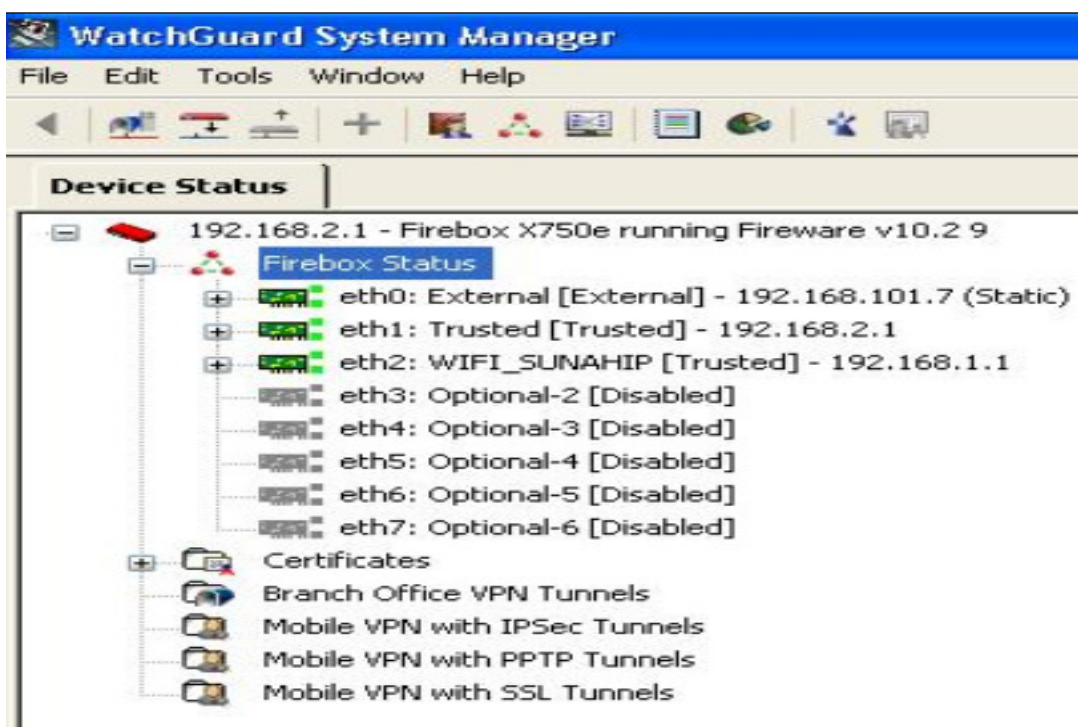 WatchGuard System Manager
File Edit Tools Window Help
Device Status
192.168.2.1 - Firebox X750e running Fireware v10.2 9
Firebox Status
eth0: External [External] - 192.168.101.7 (Static)
eth1: Trusted [Trusted] - 192.168.2.1
eth2: WIFI_SUNAHIP [Trusted] - 192.168.1.1
eth3: Optional-2 [Disabled]
eth4: Optional-3 [Disabled]
eth5: Optional-4 [Disabled]
eth6: Optional-5 [Disabled]
eth7: Optional-6 [Disabled]
Certificates
Branch Office VPN Tunnels
Mobile VPN with IPSec Tunnels
Mobile VPN with PPTP Tunnels
Mobile VPN with SSL Tunnels